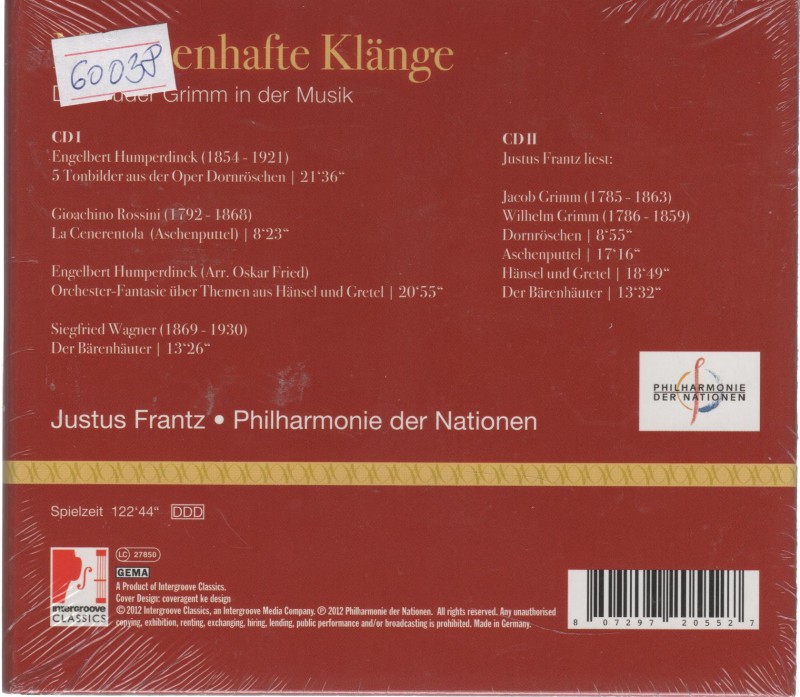 60038
enhafte Klänge
Grimm in der Musik
CD I
Engelbert Humperdinck (1854 - 1921)
5 Tonbilder aus der Oper Dornröschen | 21‘36“
Gioachino Rossini (1792 - 1868)
La Cenerentola (Aschenputtel) | 8‘23“
Engelbert Humperdinck (Arr. Oskar Fried)
Orchester-Fantasie über Themen aus Hänsel und Gretel | 20‘55“
Siegfried Wagner (1869 - 1930)
Der Bärenhäuter | 13‘26“
CD II
Justus Frantz liest:
Jacob Grimm (1785 - 1863)
Wilhelm Grimm (1786 - 1859)
Dornröschen | 8‘55“
Aschenputtel | 17‘16“
Hänsel und Gretel | 18‘49“
Der Bärenhäuter | 13‘32“
PHILHARMONIE
DER NATIONEN
Justus Frantz • Philharmonie der Nationen
Spielzeit 122‘44“ DDD
intergroove
CLASSICS
LC 27850
GEMA
A Product of Intergroove Classics.
Cover Design: coveragent ke design
© 2012 Intergroove Classics, an Intergroove Media Company. ℗ 2012 Philharmonie der Nationen. All rights reserved. Any unauthorised
copying, exhibition, renting, exchanging, hiring, lending, public performance and/or broadcasting is prohibited. Made in Germany.
8 07297 20552 7